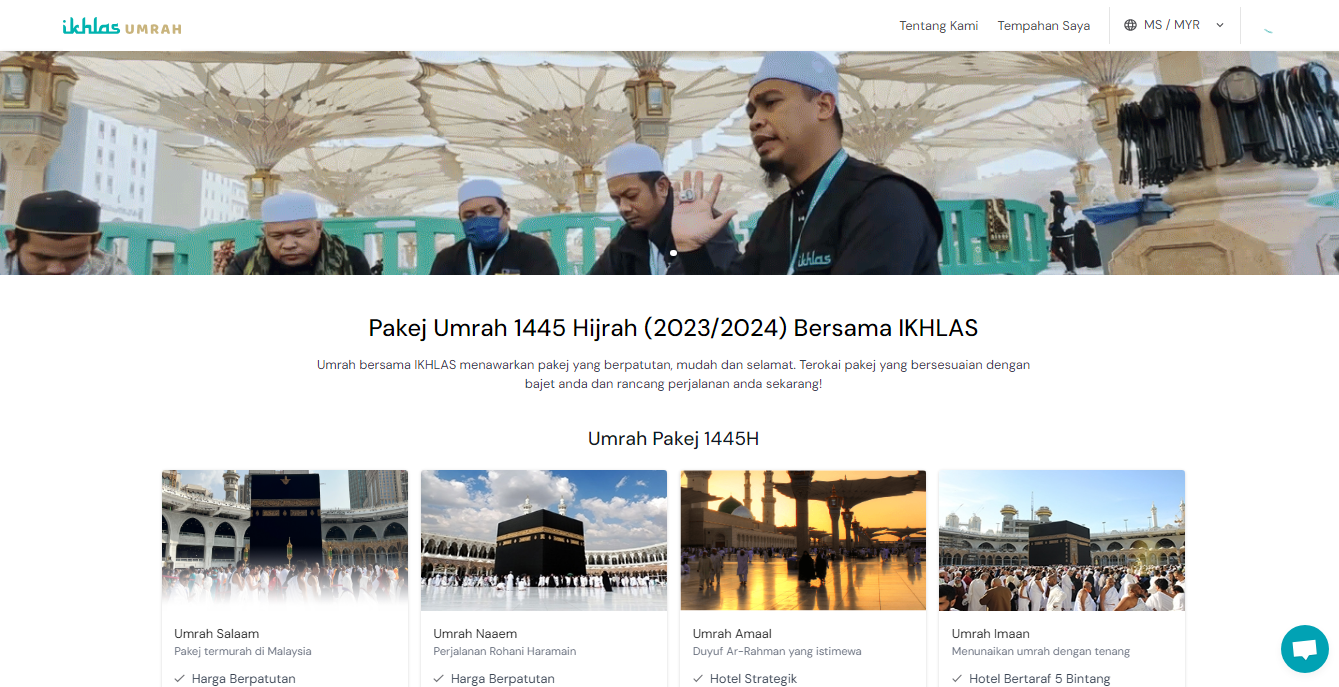 ikhlas UMRAH
Tentang Kami
Tempahan Saya
MS / MYR
ikhlas
Pakej Umrah 1445 Hijrah (2023/2024) Bersama IKHLAS
Umrah bersama IKHLAS menawarkan pakej yang berpatutan, mudah dan selamat. Terokai pakej yang bersesuaian dengan
bajet anda dan rancang perjalanan anda sekarang!
Umrah Pakej 1445H
Umrah Salaam
Pakej termurah di Malaysia
Harga Berpatutan
Umrah Naaem
Perjalanan Rohani Haramain
Harga Berpatutan
Umrah Amaal
Duyuf Ar-Rahman yang istimewa
Hotel Strategik
Umrah Imaan
Menunaikan umrah dengan tenang
Hotel Bertaraf 5 Bintang